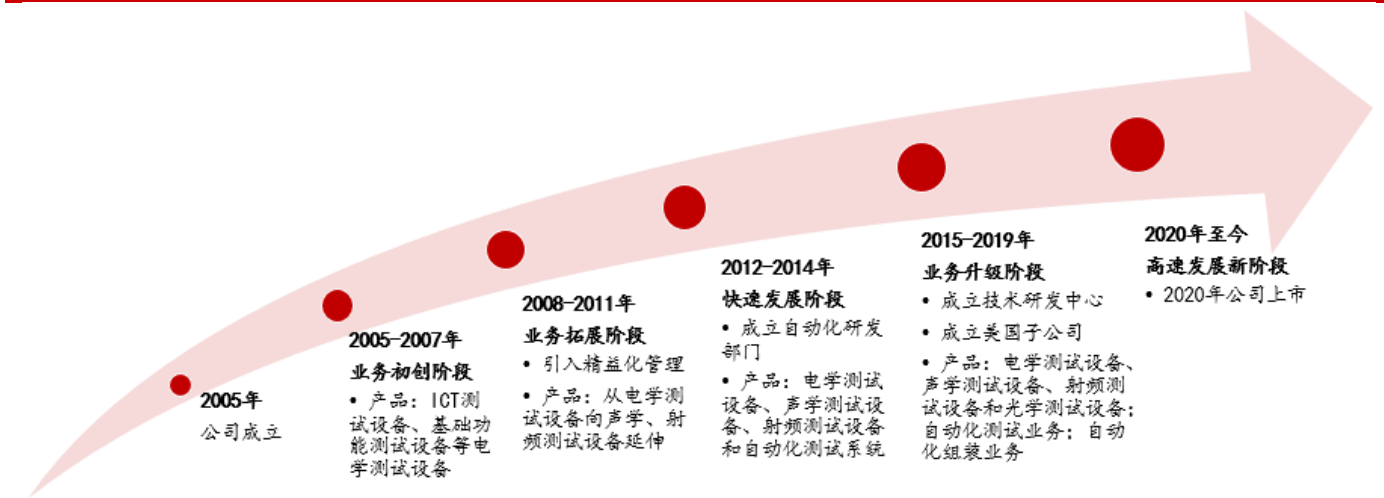 2005年
公司成立
2005-2007年
业务初创阶段
• 产品：ICT测
试设备、基础功
能测试设备等电
学测试设备
2008-2011年
业务拓展阶段
• 引入精益化管理
• 产品：从电学测
试设备向声学、射
频测试设备延伸
2012-2014年
快速发展阶段
• 成立自动化研发
部门
• 产品：电学测试
设备、声学测试设
备、射频测试设备
和自动化测试系统
2015-2019年
业务升级阶段
• 成立技术研发中心
• 成立美国子公司
• 产品：电学测试设备、
声学测试设备、射频测
试设备和光学测试设备；
自动化测试业务；自动
化组装业务
2020年至今
高速发展新阶段
• 2020年公司上市